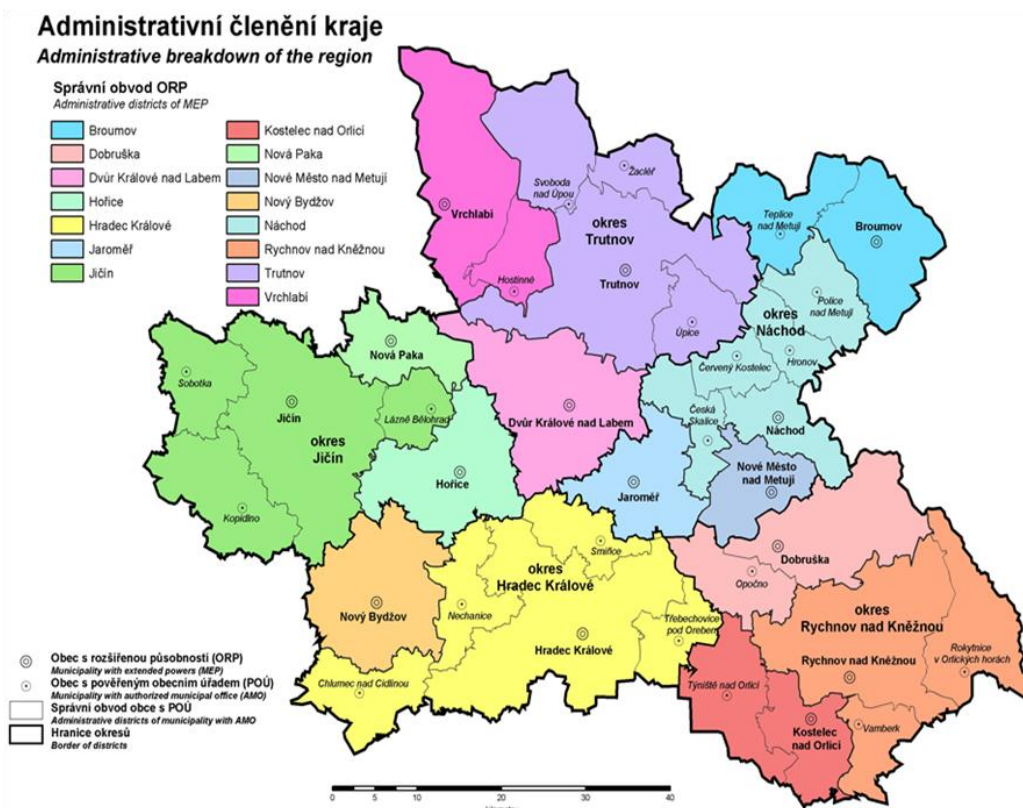 Administrativní členění kraje
Administrative breakdown of the region
Správní obvod ORP
Administrative districts of MEP
Broumov
Dobruška
Dvůr Králové nad Labem
Hořice
Hradec Králové
Jaroměř
Jičín
Kostelec nad Orlicí
Nová Paka
Nové Město nad Metují
Nový Bydžov
Náchod
Rychnov nad Kněžnou
Trutnov
Vrchlabí
Žacléř
Svoboda
nad Úpou
Vrchlabí
okres
Trutnov
Teplice
nad Metují
Broumov
Trutnov
Hostinné
Police
nad Metují
okres
Náchod
Úpice
Nová Paka
Hronov
Červený Kostelec
Sobotka
Jičín
Lázně Bělohrad
okres
Jičín
Dvůr Králové nad Labem
Česká
Skalice
Náchod
Hořice
Jaroměř
Nové Město
nad Metují
Kopidlno
Smiřice
Dobruška
okres
Hradec Králové
Opočno
Nový Bydžov
Nechanice
Třebechovice
pod Orebem
okres
Rychnov nad Kněžnou
Hradec Králové
Rychnov nad Kněžnou
Rokytnice
v Orlických horách
Chlumec nad Cidlinou
Týniště nad Orlicí
Kostelec
nad Orlicí
Vamberk
Obec s rozšířenou působností (ORP)
Municipality with extended powers (MEP)
Obec s pověřeným obecním úřadem (POÚ)
Municipality with authorized municipal office (AMO)
Správní obvod obce s POÚ
Administrative districts of municipality with AMO
Hranice okresů
Border of districts
0 5 10 20 30 40